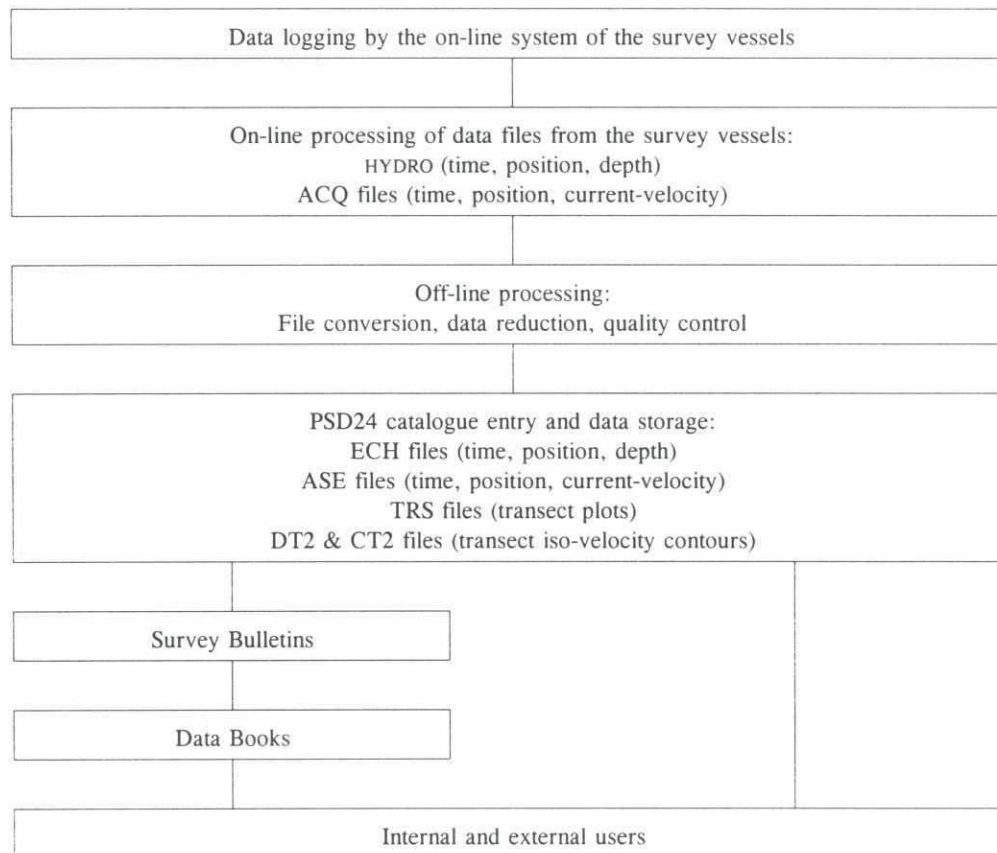 Data logging by the on-line system of the survey vessels
On-line processing of data files from the survey vessels:
HYDRO (time, position, depth)
ACQ files (time, position, current-velocity)
Off-line processing:
File conversion, data reduction, quality control
PSD24 catalogue entry and data storage:
ECH files (time, position, depth)
ASE files (time, position, current-velocity)
TRS files (transect plots)
DT2 & CT2 files (transect iso-velocity contours)
Survey Bulletins
Data Books
Internal and external users